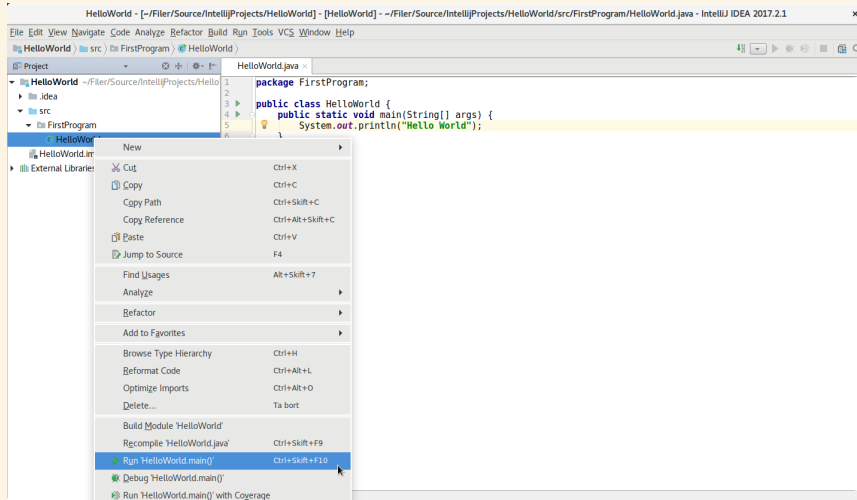 HelloWorld - [~/Filer/Source/IntellijProjects/HelloWorld] - [HelloWorld] - ~/Filer/Source/IntellijProjects/HelloWorld/src/FirstProgram/HelloWorld.java - IntelliJ IDEA 2017.2.1
File Edit View Navigate Code Analyze Refactor Build Run Tools VCS Window Help
HelloWorld src FirstProgram HelloWorld
Project HelloWorld.java
HelloWorld ~/Filer/Source/IntellijProjects/Hello
.idea
src
FirstProgram
HelloWorld.im
External Libraries
1 package FirstProgram;
2
3 public class HelloWorld {
4 public static void main(String[] args) {
5 System.out.println("Hello World");
6 }
New
Cut Ctrl+X
Copy Ctrl+C
Copy Path Ctrl+Skift+C
Copy Reference Ctrl+Alt+Skift+C
Paste Ctrl+V
Jump to Source F4
Find Usages Alt+Skift+7
Analyze
Refactor
Add to Favorites
Browse Type Hierarchy Ctrl+H
Reformat Code Ctrl+Alt+L
Optimize Imports Ctrl+Alt+O
Delete... Ta bort
Build Module 'HelloWorld'
Recompile 'HelloWorld.java' Ctrl+Skift+F9
Run 'HelloWorld.main()' Ctrl+Skift+F10
Debug 'HelloWorld.main()'
Run 'HelloWorld.main()' with Coverage